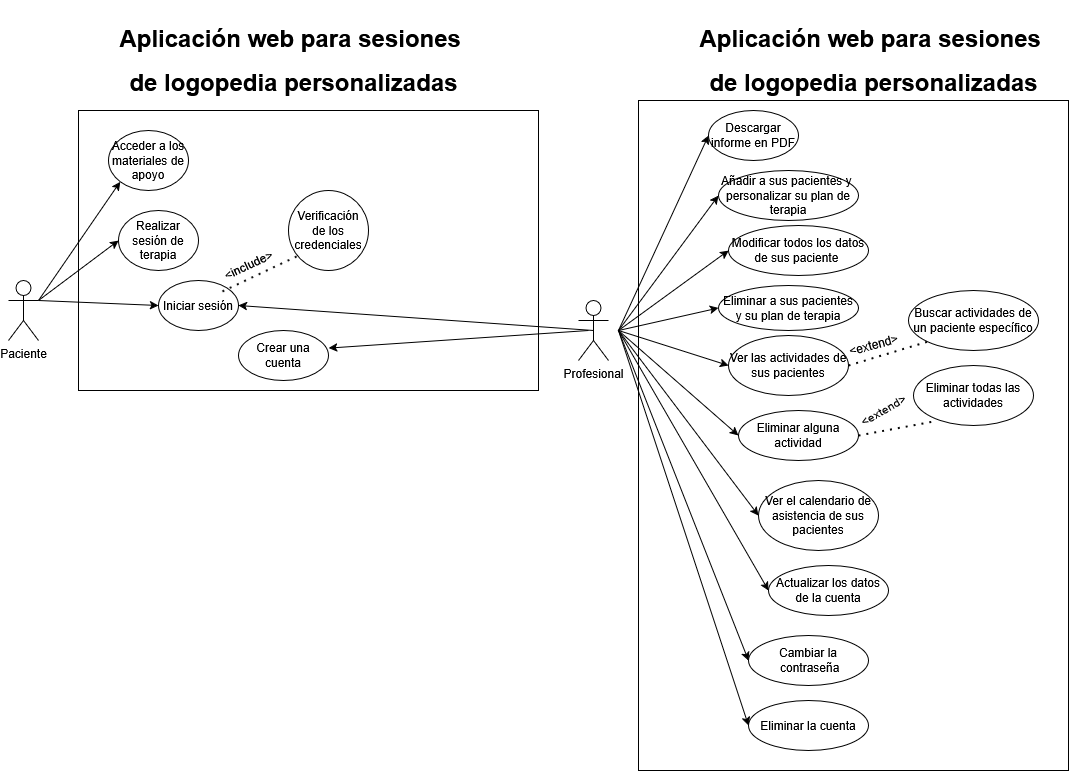 Aplicación web para sesiones
de logopedia personalizadas
Acceder a los
materiales de
apoyo
Realizar
sesión de
terapia
Verificación
de los
credenciales
<include>
Iniciar sesión
Crear una
cuenta
Paciente
Profesional
Aplicación web para sesiones
de logopedia personalizadas
Descargar
informe en PDF
Añadir a sus pacientes y
personalizar su plan de
terapia
Modificar todos los datos
de sus paciente
Eliminar a sus pacientes
y su plan de terapia
Buscar actividades de
un paciente específico
<extend>
Ver las actividades de
sus pacientes
Eliminar todas las
actividades
<extend>
Eliminar alguna
actividad
Ver el calendario de
asistencia de sus
pacientes
Actualizar los datos
de la cuenta
Cambiar la
contraseña
Eliminar la cuenta